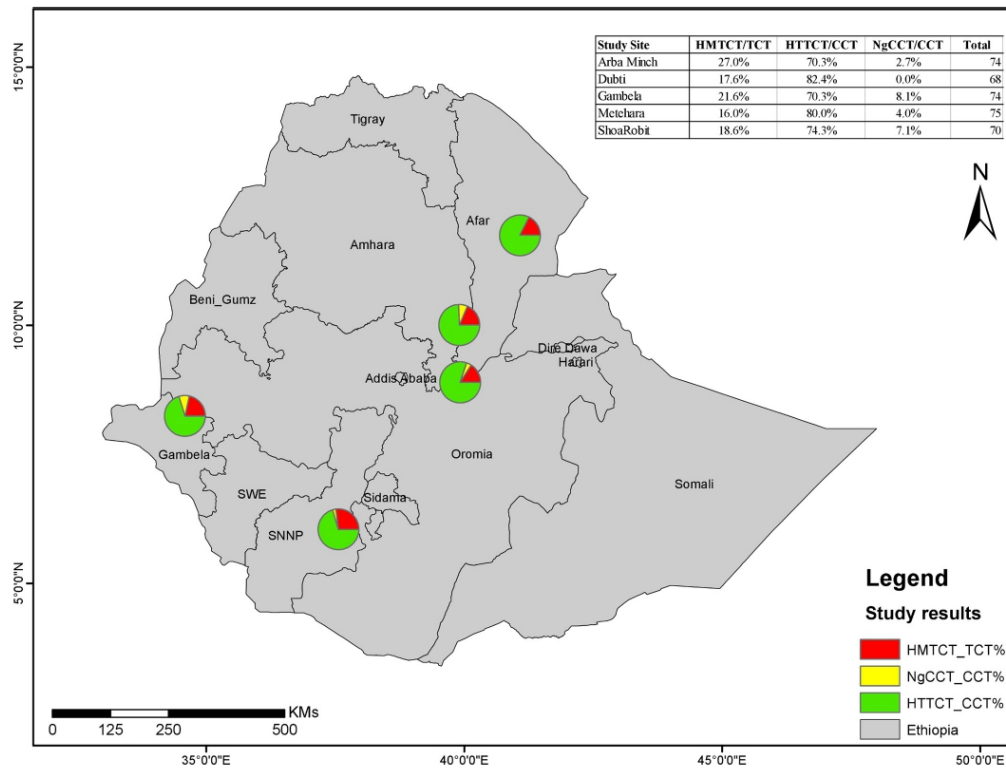 Study Site HMTCT/TCT HTTCT/CCT NgCCT/CCT Total
Arba Minch 27.0% 70.3% 2.7% 74
Dubti 17.6% 82.4% 0.0% 68
Gambela 21.6% 70.3% 8.1% 74
Metehara 16.0% 80.0% 4.0% 75
ShoaRobit 18.6% 74.3% 7.1% 70
15°0'0"N
10°0'0"N
5°0'0"N
N
Tigray
Afar
Amhara
Beni_Gumz
Dire Dawa
Harari
Addis Ababa
Gambela
Oromia
Somali
SWE
Sidama
SNNP
Legend
Study results
HMTCT_TCT%
NgCCT_CCT%
HTTCT_CCT%
Ethiopia
KMs
0 125 250 500
35°0'0"E 40°0'0"E 45°0'0"E 50°0'0"E